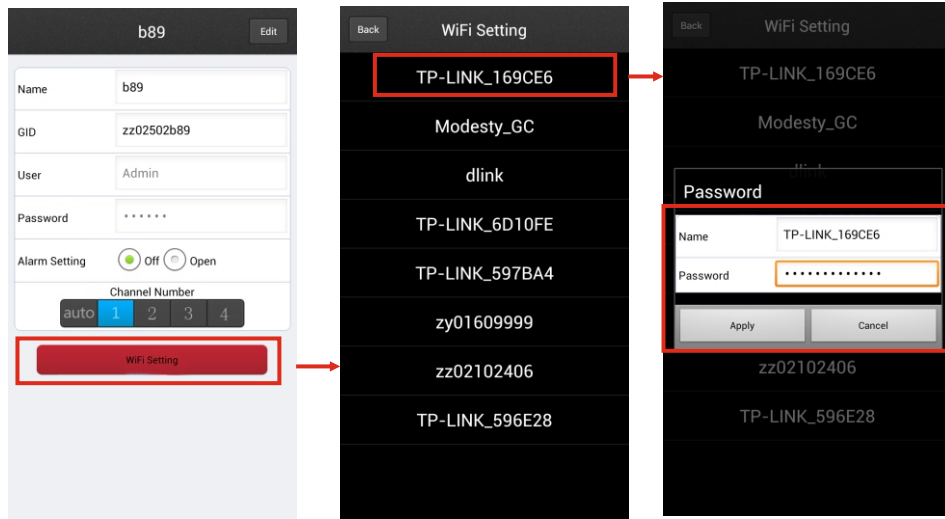 b89
Edit
Name
b89
GID
zz02502b89
User
Admin
Password
••••••
Alarm Setting
Off
Open
Channel Number
auto 1 2 3 4
WiFi Setting
Back
WiFi Setting
TP-LINK_169CE6
Modesty_GC
dlink
TP-LINK_6D10FE
TP-LINK_597BA4
zy01609999
zz02102406
TP-LINK_596E28
Back
WiFi Setting
TP-LINK_169CE6
Modesty_GC
dlink
Password
Name
TP-LINK_169CE6
Password
•••••••••••••
Apply
Cancel
zz02102406
TP-LINK_596E28